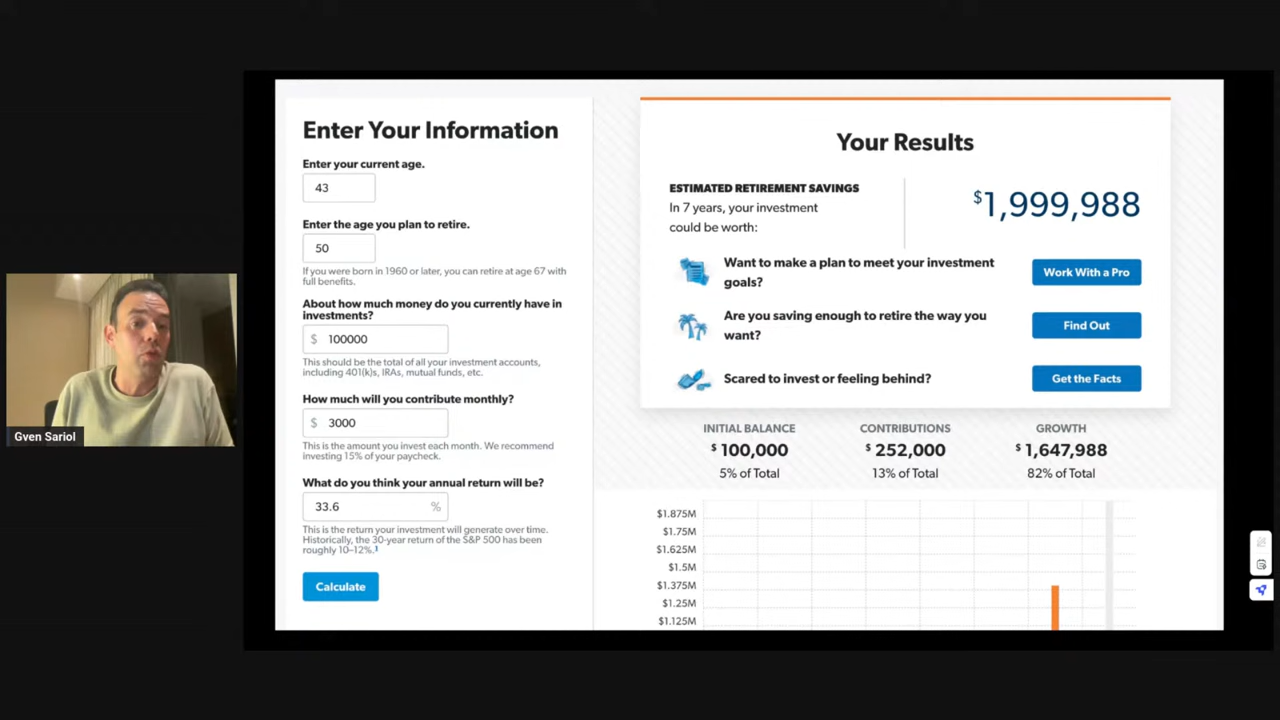 Enter Your Information
Enter your current age.
43
Enter the age you plan to retire.
50
If you were born in 1960 or later, you can retire at age 67 with
full benefits.
About how much money do you currently have in
investments?
$ 100000
This should be the total of all your investment accounts,
including 401(k)s, IRAs, mutual funds, etc.
How much will you contribute monthly?
$ 3000
This is the amount you invest each month. We recommend
investing 15% of your paycheck.
What do you think your annual return will be?
33.6 %
This is the return your investment will generate over time.
Historically, the 30-year return of the S&P 500 has been
roughly 10–12%.¹
Calculate
Your Results
ESTIMATED RETIREMENT SAVINGS
In 7 years, your investment
could be worth:
$1,999,988
Want to make a plan to meet your investment
goals?
Work With a Pro
Are you saving enough to retire the way you
want?
Find Out
Scared to invest or feeling behind?
Get the Facts
INITIAL BALANCE
$100,000
5% of Total
CONTRIBUTIONS
$252,000
13% of Total
GROWTH
$1,647,988
82% of Total
$1.875M
$1.75M
$1.625M
$1.5M
$1.375M
$1.25M
$1.125M
Gven Sariol